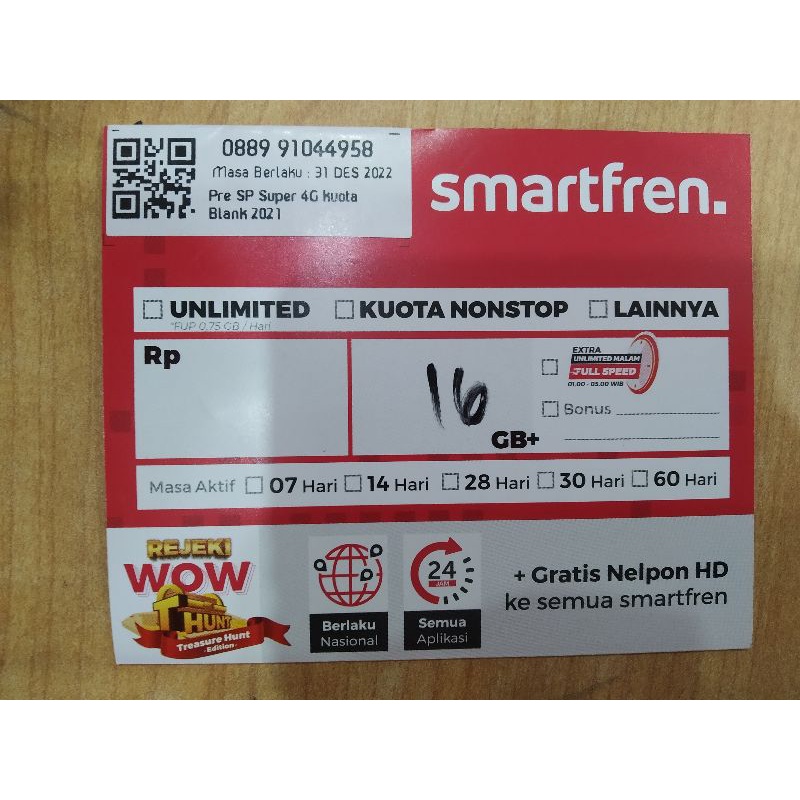 0889 91044958
Masa Berlaku : 31 DES 2022
Pre SP Super 4G Kuota
Blank 2021
smartfren.
UNLIMITED KUOTA NONSTOP LAINNYA
*FUP 0,75 GB / Hari
Rp
16
GB+
EXTRA
UNLIMITED MALAM
FULL SPEED
01.00 - 05.00 WIB
Bonus
Masa Aktif 07 Hari 14 Hari 28 Hari 30 Hari 60 Hari
REJEKI
WOW
T HUNT
Treasure Hunt
-Edition-
Berlaku
Nasional
24
JAM
Semua
Aplikasi
+ Gratis Nelpon HD
ke semua smartfren